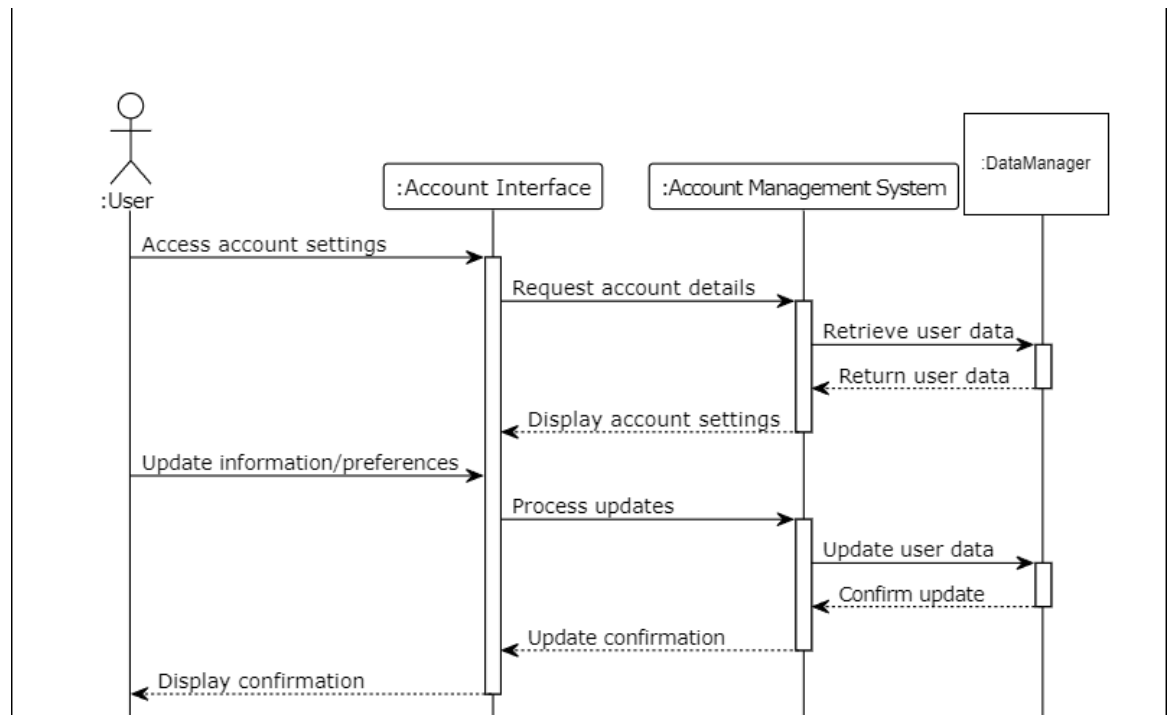 :DataManager
:Account Interface
:Account Management System
:User
Access account settings
Request account details
Retrieve user data
Return user data
Display account settings
Update information/preferences
Process updates
Update user data
Confirm update
Update confirmation
Display confirmation